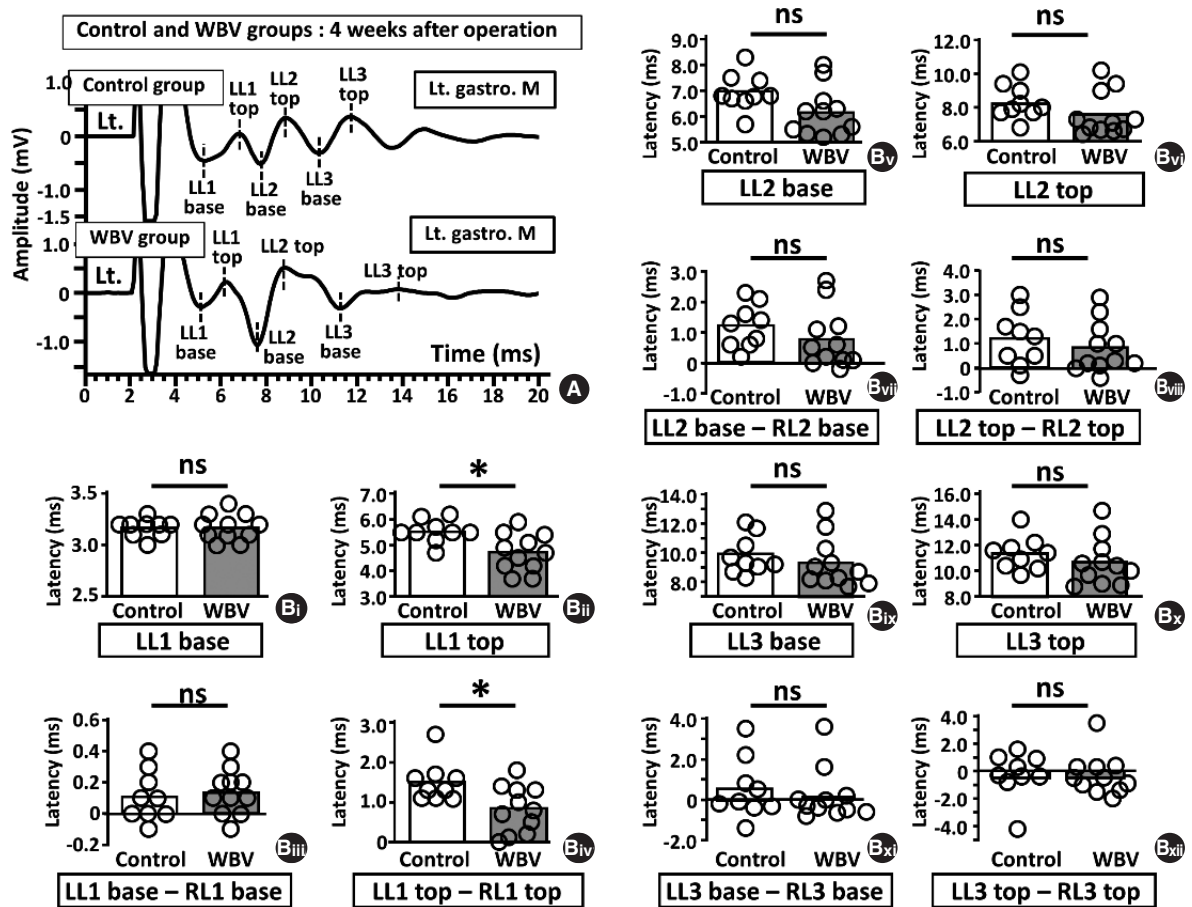 Control and WBV groups : 4 weeks after operation
Amplitude (mV)
1.0
Control group
LL1 top
LL2 top
LL3 top
Lt. gastro. M
Lt.
0
-1.0
-1.5
LL1 base
LL2 base
LL3 base
1.0
WBV group
LL1 top
LL2 top
LL3 top
Lt. gastro. M
Lt.
0
-1.0
LL1 base
LL2 base
LL3 base
Time (ms)
0 2 4 6 8 10 12 14 16 18 20
A
ns
Latency (ms)
3.5
3.0
2.5
Control WBV
Bi
LL1 base
*
Latency (ms)
7.0
6.0
5.0
4.0
3.0
Control WBV
Bii
LL1 top
ns
Latency (ms)
0.6
0.4
0.2
0
-0.2
Control WBV
Biii
LL1 base – RL1 base
*
Latency (ms)
3.0
2.0
1.0
0
Control WBV
Biv
LL1 top – RL1 top
ns
Latency (ms)
9.0
8.0
7.0
6.0
5.0
Control WBV
Bv
LL2 base
ns
Latency (ms)
12.0
10.0
8.0
6.0
Control WBV
Bvi
LL2 top
ns
Latency (ms)
3.0
2.0
1.0
0
-1.0
Control WBV
Bvii
LL2 base – RL2 base
ns
Latency (ms)
4.0
3.0
2.0
1.0
0
-1.0
Control WBV
Bviii
LL2 top – RL2 top
ns
Latency (ms)
14.0
12.0
10.0
8.0
Control WBV
Bix
LL3 base
ns
Latency (ms)
16.0
14.0
12.0
10.0
8.0
Control WBV
Bx
LL3 top
ns
Latency (ms)
4.0
2.0
0
-2.0
Control WBV
Bxi
LL3 base – RL3 base
ns
Latency (ms)
4.0
2.0
0
-2.0
-4.0
Control WBV
Bxii
LL3 top – RL3 top